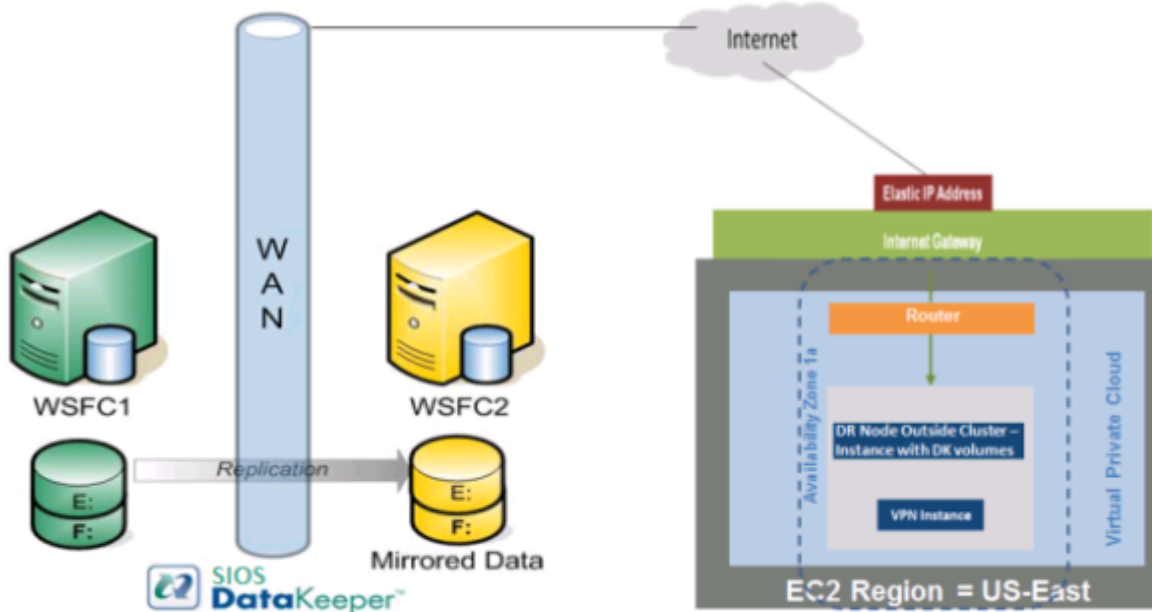 Internet
Elastic IP Address
Internet Gateway
W
A
N
WSFC1
WSFC2
Router
Availability Zone 1a
Virtual Private Cloud
DR Node Outside Cluster –
Instance with DK volumes
VPN Instance
Replication
E:
F:
E:
F:
Mirrored Data
SIOS
DataKeeper™
EC2 Region = US-East